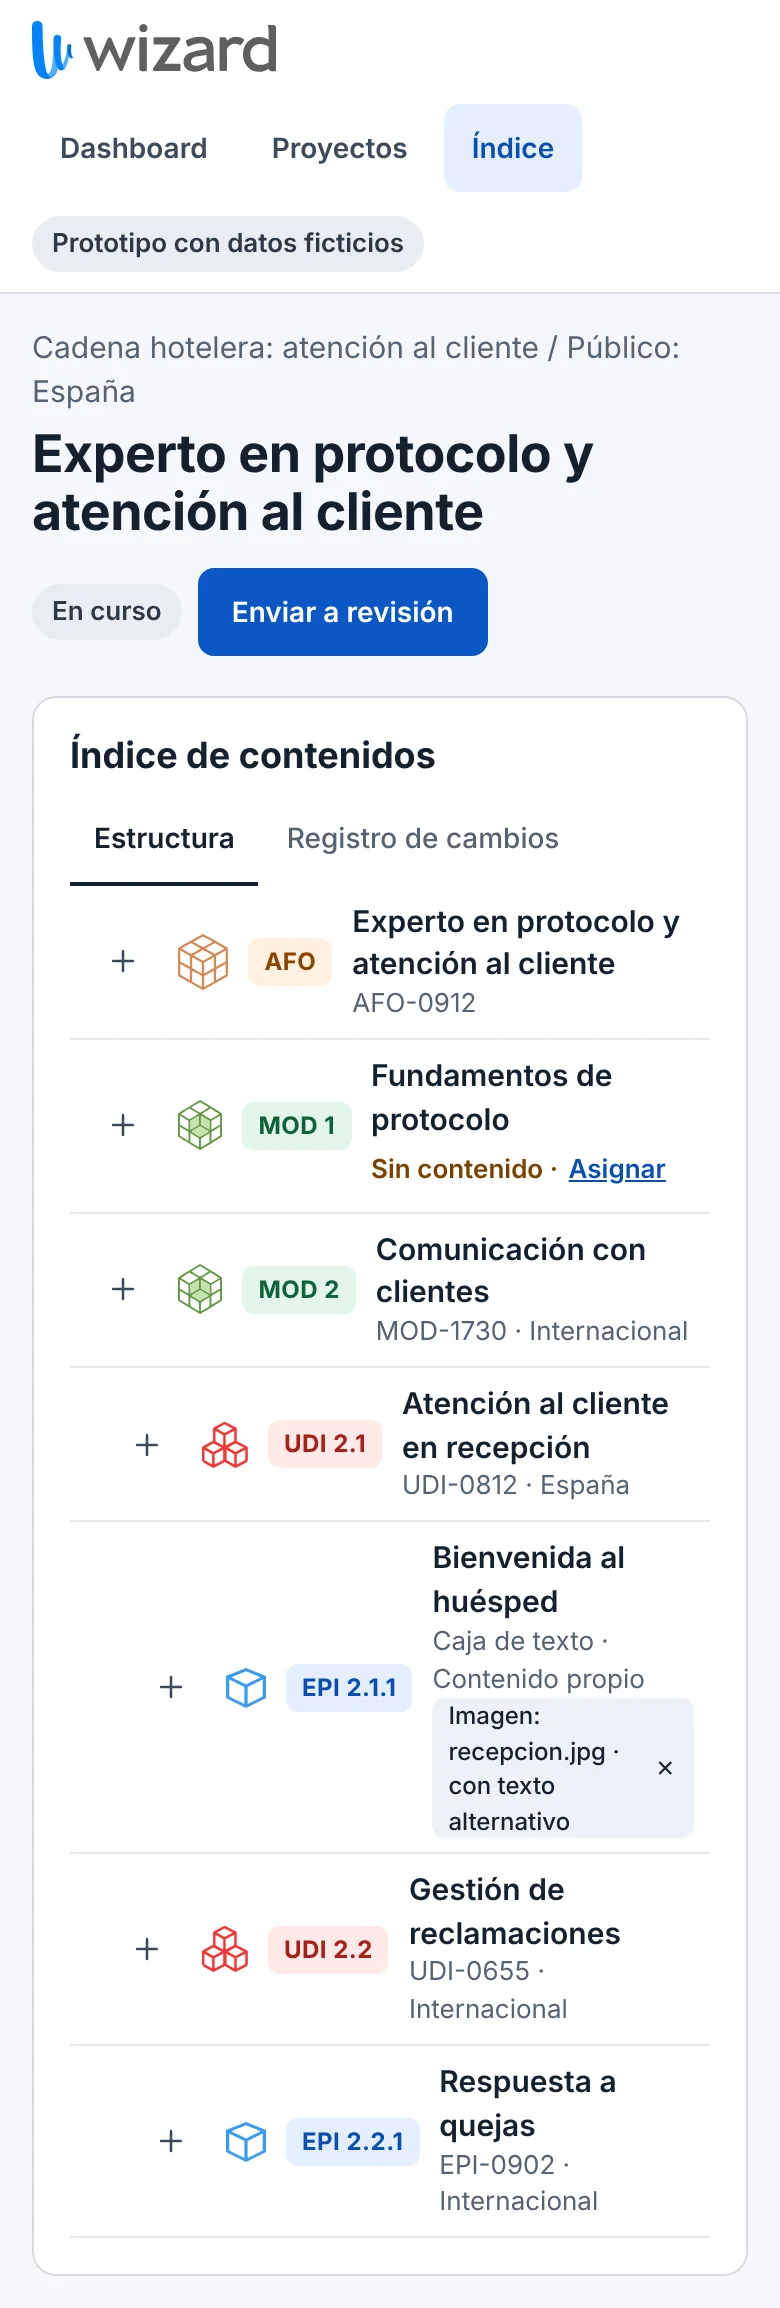 wizard
Dashboard Proyectos Índice
Prototipo con datos ficticios
Cadena hotelera: atención al cliente / Público:
España
Experto en protocolo y
atención al cliente
En curso Enviar a revisión
Índice de contenidos
Estructura Registro de cambios
+ AFO Experto en protocolo y
atención al cliente
AFO-0912
+ MOD 1 Fundamentos de
protocolo
Sin contenido · Asignar
+ MOD 2 Comunicación con
clientes
MOD-1730 · Internacional
+ UDI 2.1 Atención al cliente
en recepción
UDI-0812 · España
+ EPI 2.1.1 Bienvenida al
huésped
Caja de texto ·
Contenido propio
Imagen:
recepcion.jpg ·
con texto
alternativo ×
+ UDI 2.2 Gestión de
reclamaciones
UDI-0655 ·
Internacional
+ EPI 2.2.1 Respuesta a
quejas
EPI-0902 ·
Internacional